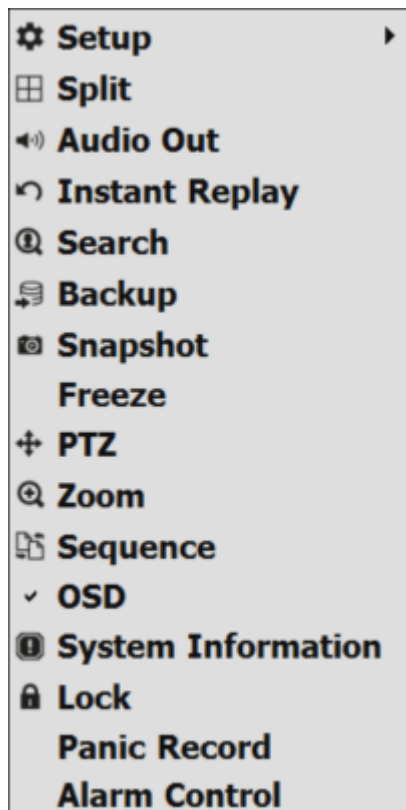 Setup
Split
Audio Out
Instant Replay
Search
Backup
Snapshot
Freeze
PTZ
Zoom
Sequence
OSD
System Information
Lock
Panic Record
Alarm Control